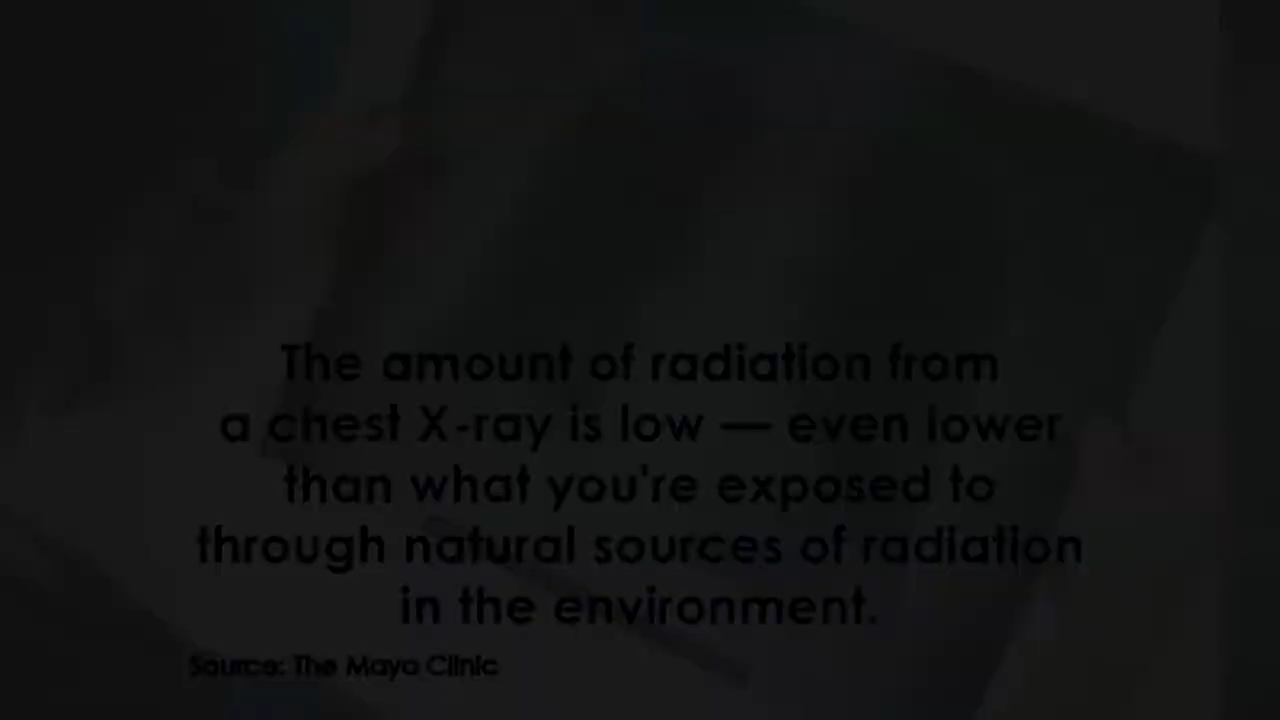 The amount of radiation from
a chest X-ray is low — even lower
than what you're exposed to
through natural sources of radiation
in the environment.
Source: The Mayo Clinic